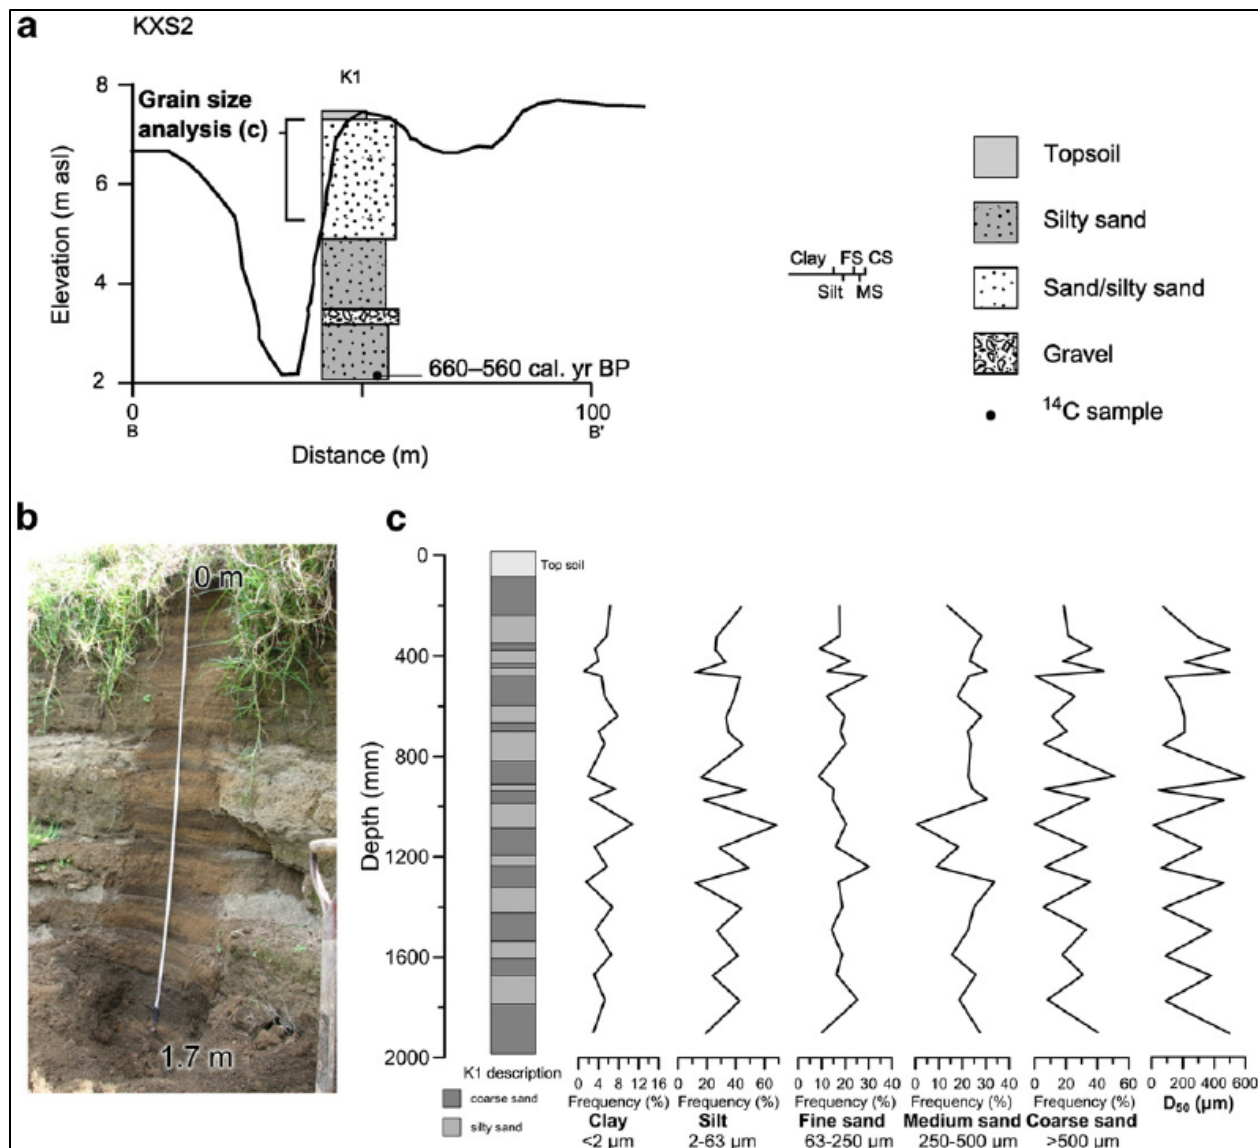 a
KXS2
K1
Grain size
analysis (c)
8
6
4
2
Elevation (m asl)
660–560 cal. yr BP
0
100
B
B'
Distance (m)
Clay FS CS
Silt MS
Topsoil
Silty sand
Sand/silty sand
Gravel
14C sample
b
0 m
1.7 m
c
0
400
800
1200
1600
2000
Depth (mm)
Top soil
K1 description
coarse sand
silty sand
0 4 8 12 16
Frequency (%)
Clay
<2 µm
0 20 40 60
Frequency (%)
Silt
2-63 µm
0 10 20 30 40
Frequency (%)
Fine sand
63-250 µm
0 10 20 30 40
Frequency (%)
Medium sand
250-500 µm
0 20 40 60
Frequency (%)
Coarse sand
>500 µm
0 200 400 600
D50 (µm)